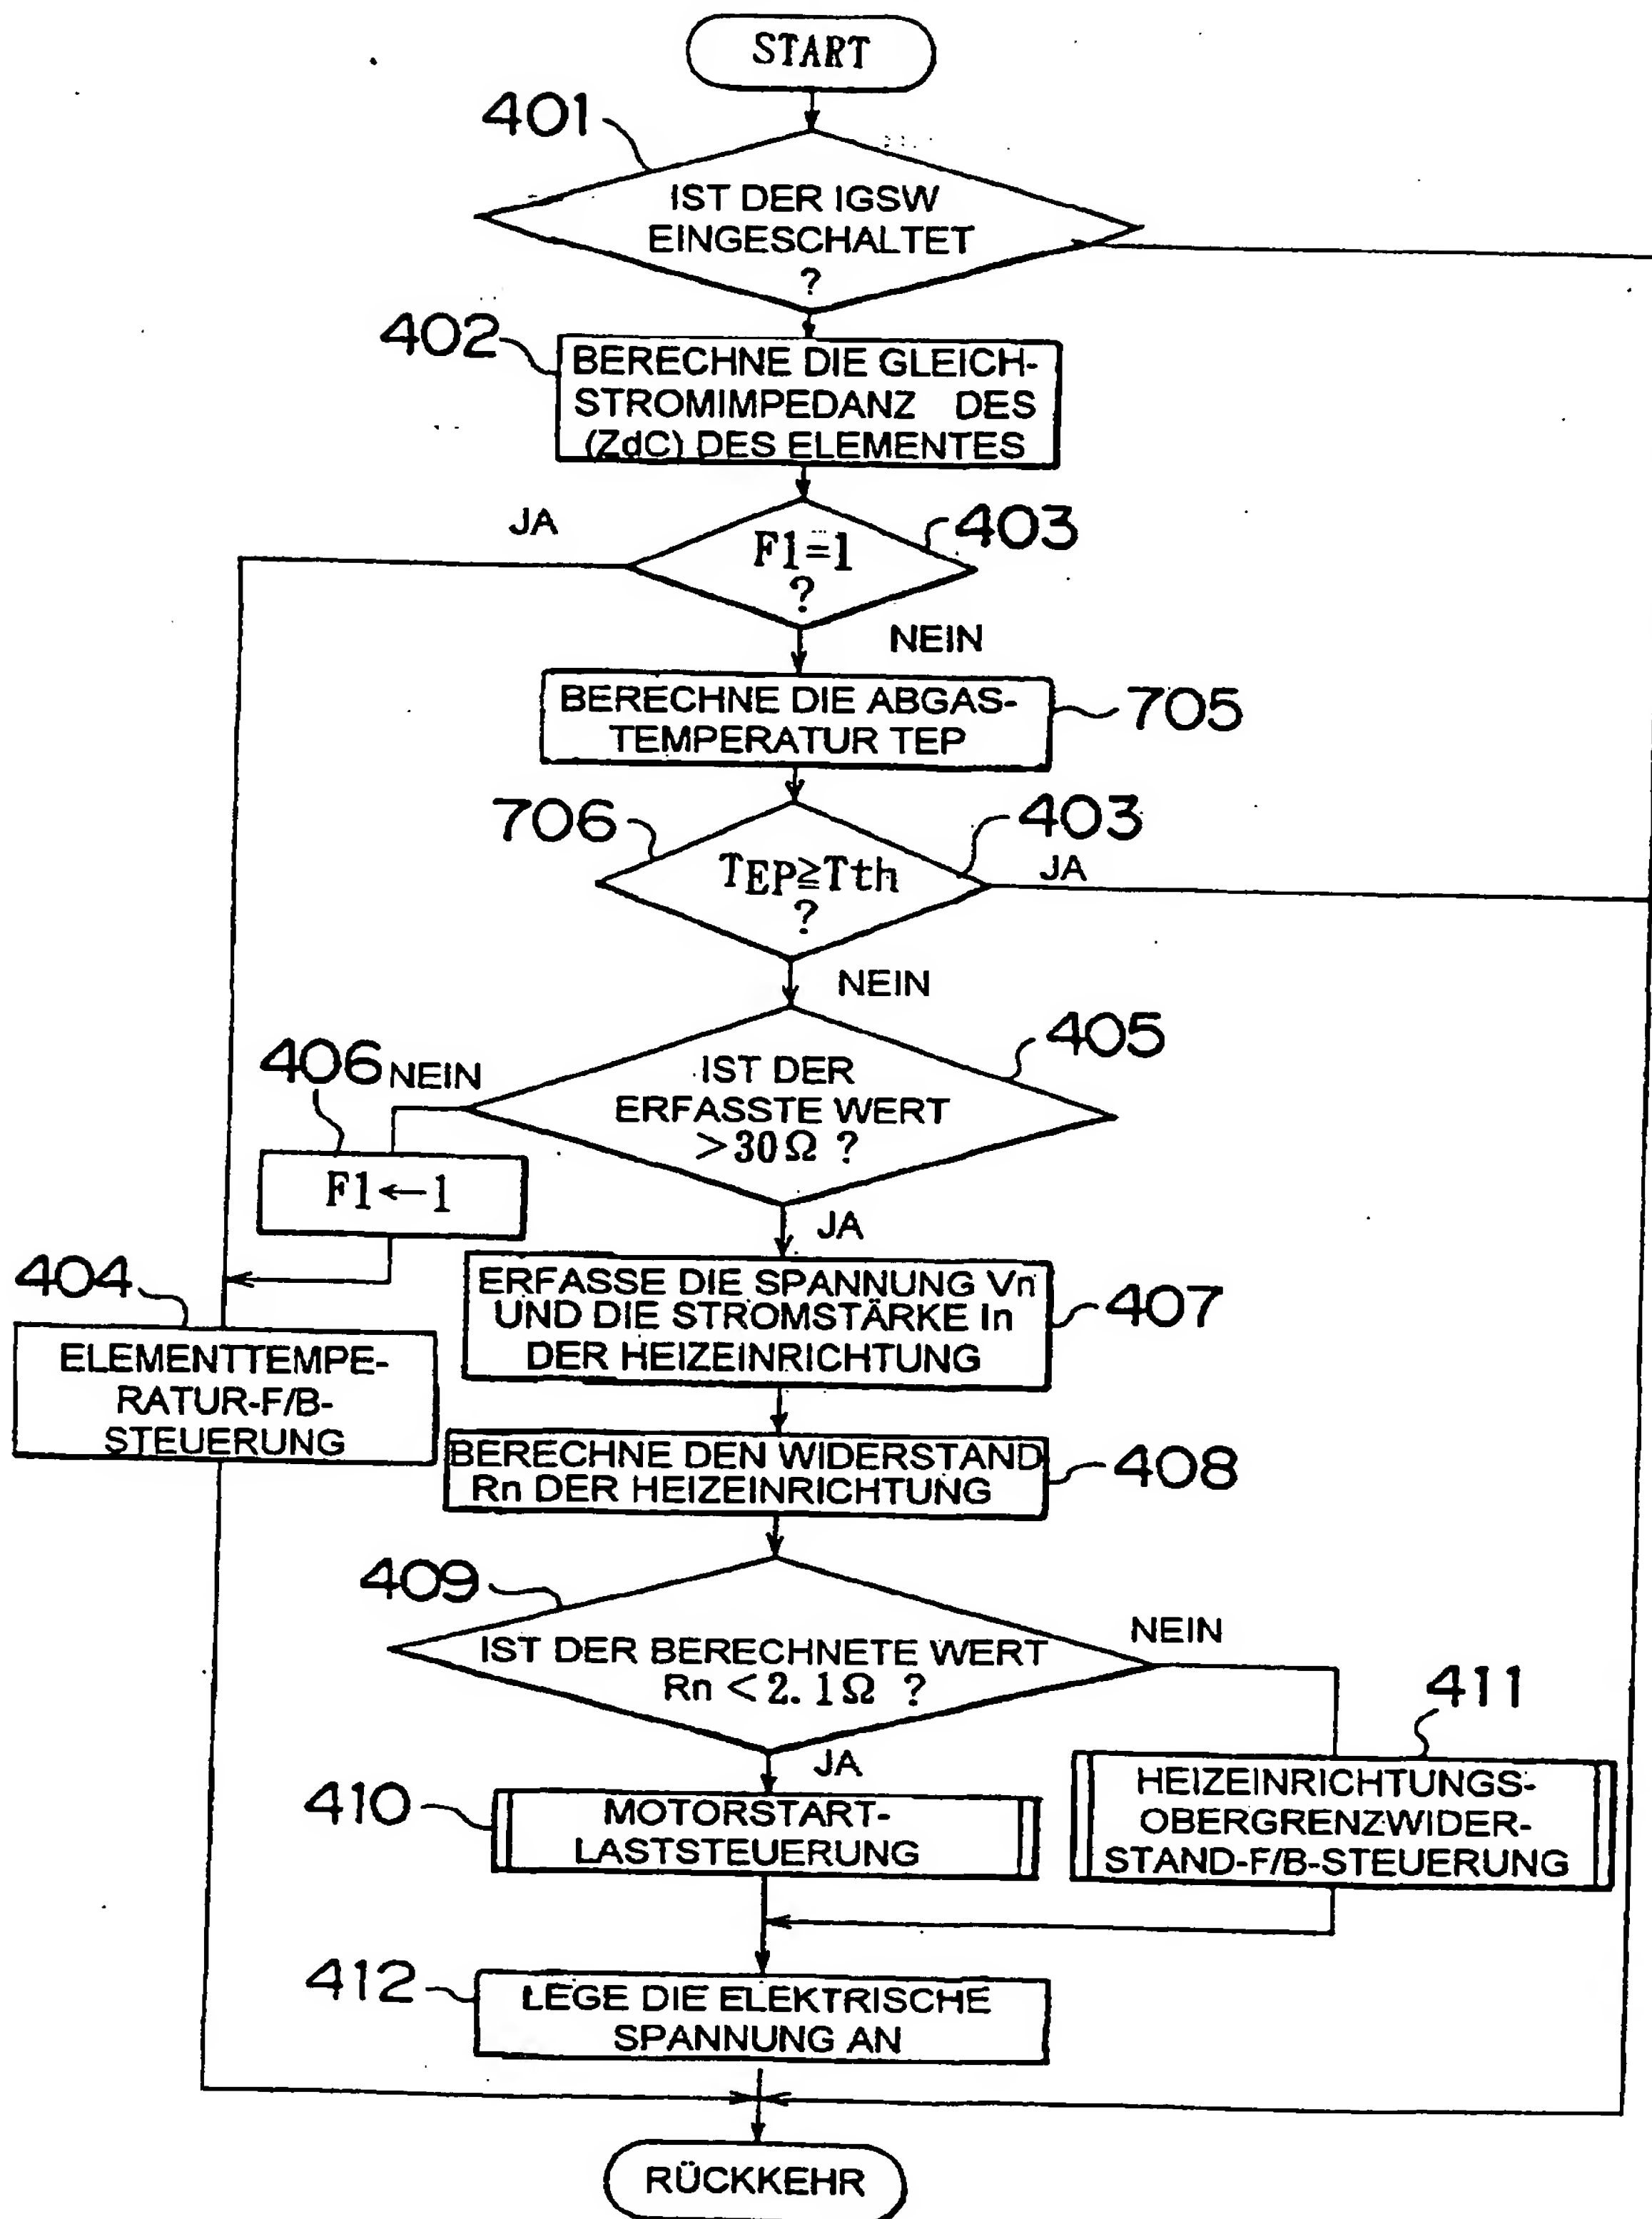 START
401
IST DER IGSW
EINGESCHALTET
?
402
BERECHNE DIE GLEICH-
STROMIMPEDANZ DES
(ZdC) DES ELEMENTES
JA
403
F1=1
?
NEIN
BERECHNE DIE ABGAS-
TEMPERATUR TEP
705
706
403
TEP≧Tth
?
JA
NEIN
405
IST DER
ERFASSTE WERT
>30Ω ?
406
NEIN
F1←1
JA
404
ELEMENTTEMPE-
RATUR-F/B-
STEUERUNG
ERFASSE DIE SPANNUNG Vn
UND DIE STROMSTÄRKE In
DER HEIZEINRICHTUNG
407
BERECHNE DEN WIDERSTAND
Rn DER HEIZEINRICHTUNG
408
409
IST DER BERECHNETE WERT
Rn <2.1Ω ?
NEIN
JA
411
410
MOTORSTART-
LASTSTEUERUNG
HEIZEINRICHTUNGS-
OBERGRENZWIDER-
STAND-F/B-STEUERUNG
412
LEGE DIE ELEKTRISCHE
SPANNUNG AN
RÜCKKEHR